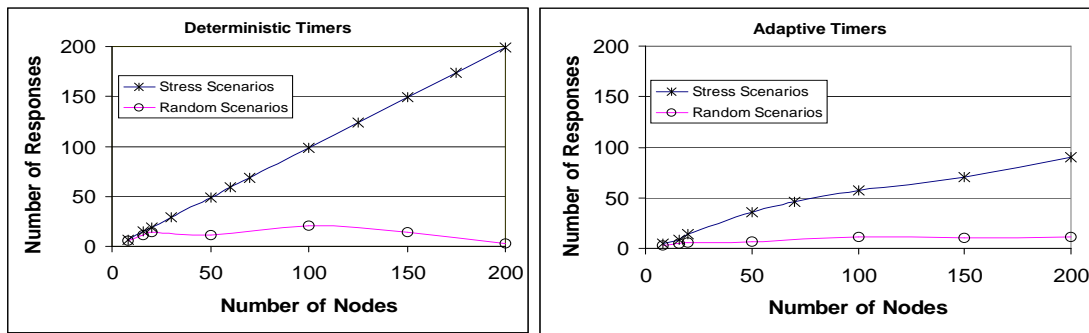 Deterministic Timers
Number of Responses
200
150
100
50
0
Stress Scenarios
Random Scenarios
0 50 100 150 200
Number of Nodes
Adaptive Timers
Number of Responses
200
150
100
50
0
Stress Scenarios
Random Scenarios
0 50 100 150 200
Number of Nodes